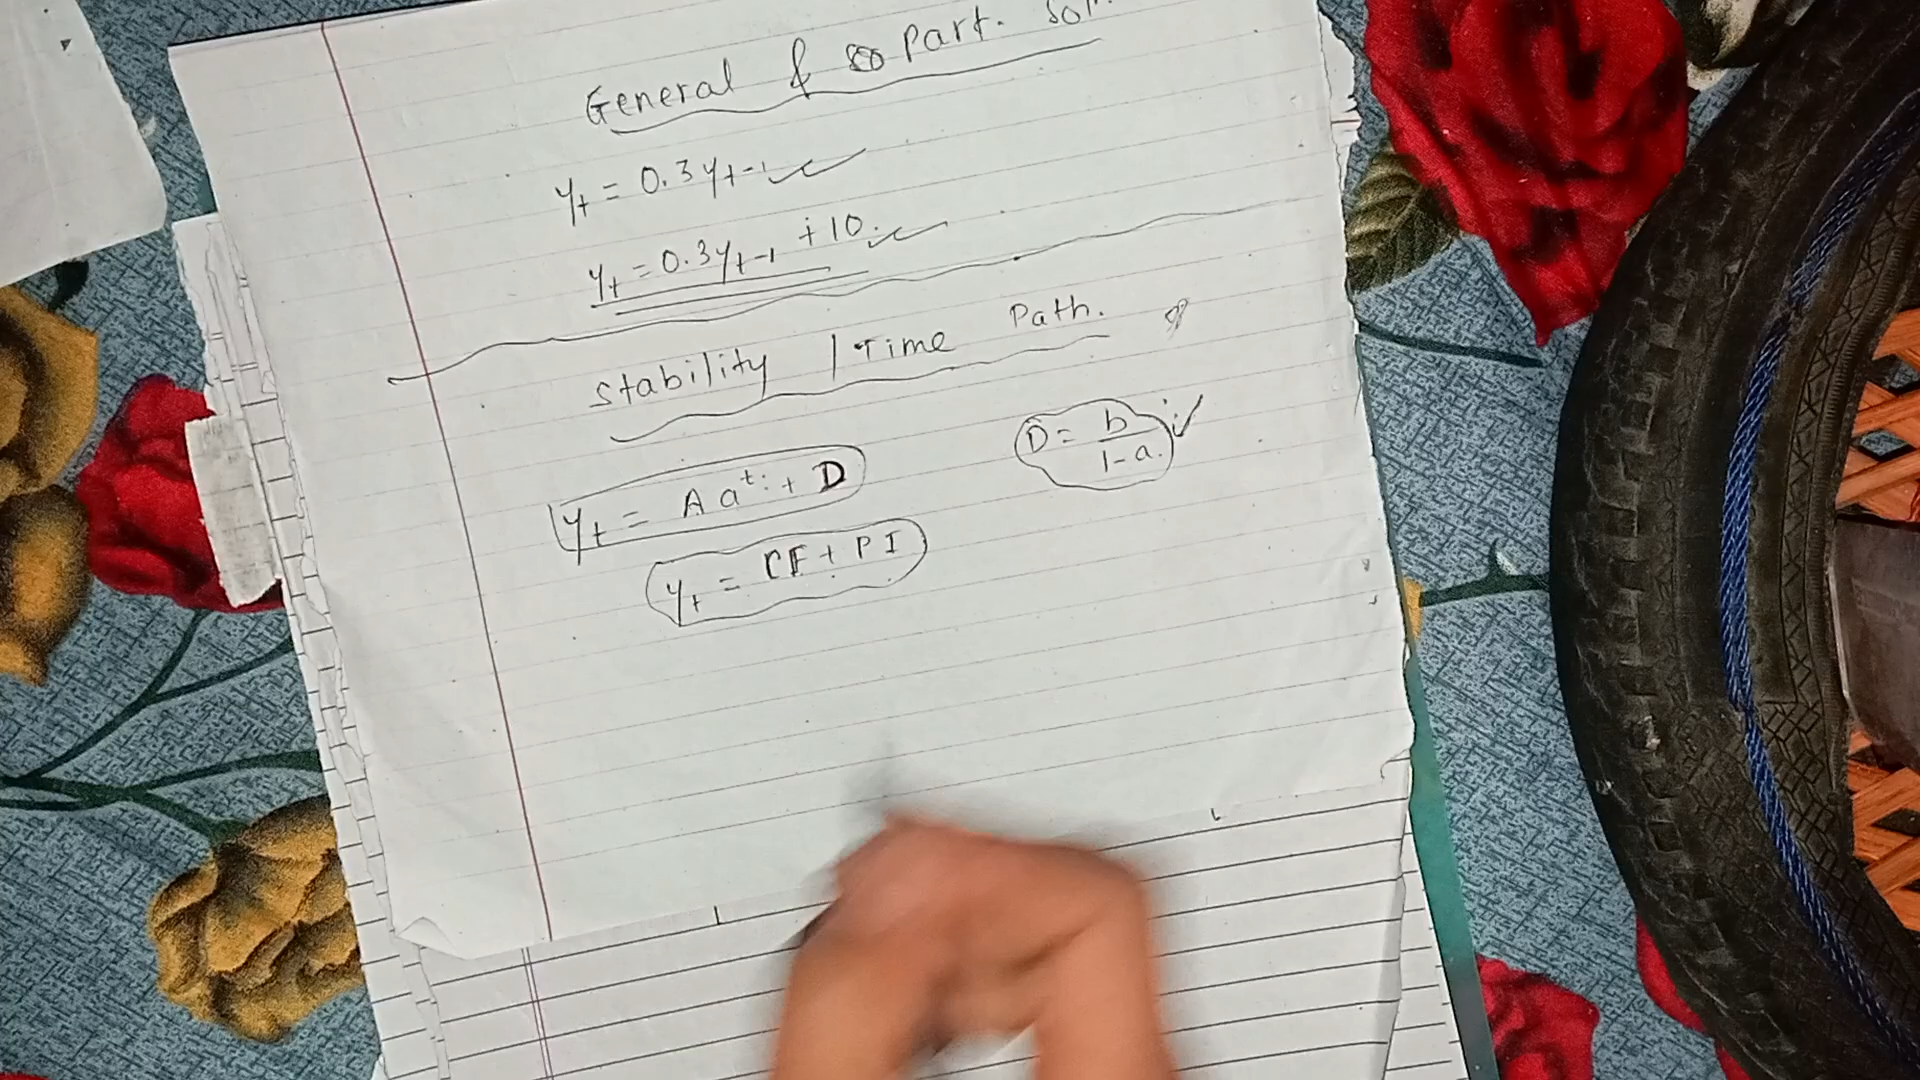 General & Part. Sol.
yt = 0.3yt-1
yt = 0.3yt-1 + 10.
Stability / Time Path.
D = b/1-a.
yt = A a^t + D
yt = CF + PI